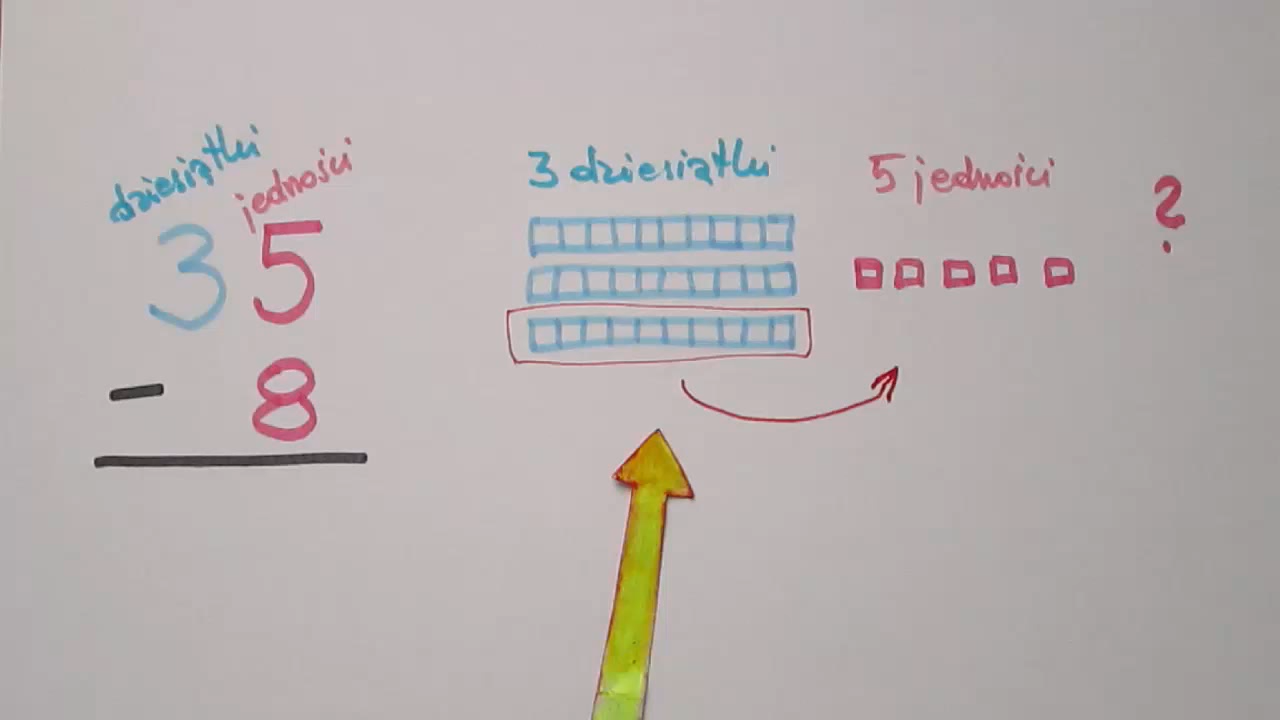 dziesiątki jedności
35
- 8
3 dziesiątki
5 jedności
?